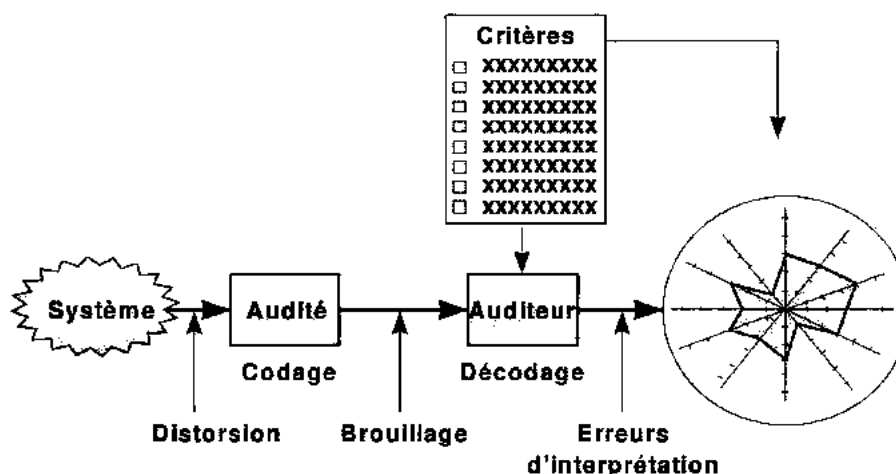 Critères
□ XXXXXXXXX
□ XXXXXXXXX
□ XXXXXXXXX
□ XXXXXXXXX
□ XXXXXXXXX
□ XXXXXXXXX
□ XXXXXXXXX
□ XXXXXXXXX
Système
Audité
Auditeur
Codage
Décodage
Distorsion
Brouillage
Erreurs
d'interprétation